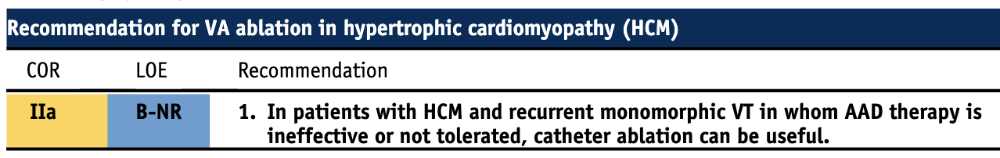 Recommendation for VA ablation in hypertrophic cardiomyopathy (HCM)
COR LOE Recommendation
IIa B-NR 1. In patients with HCM and recurrent monomorphic VT in whom AAD therapy is
ineffective or not tolerated, catheter ablation can be useful.